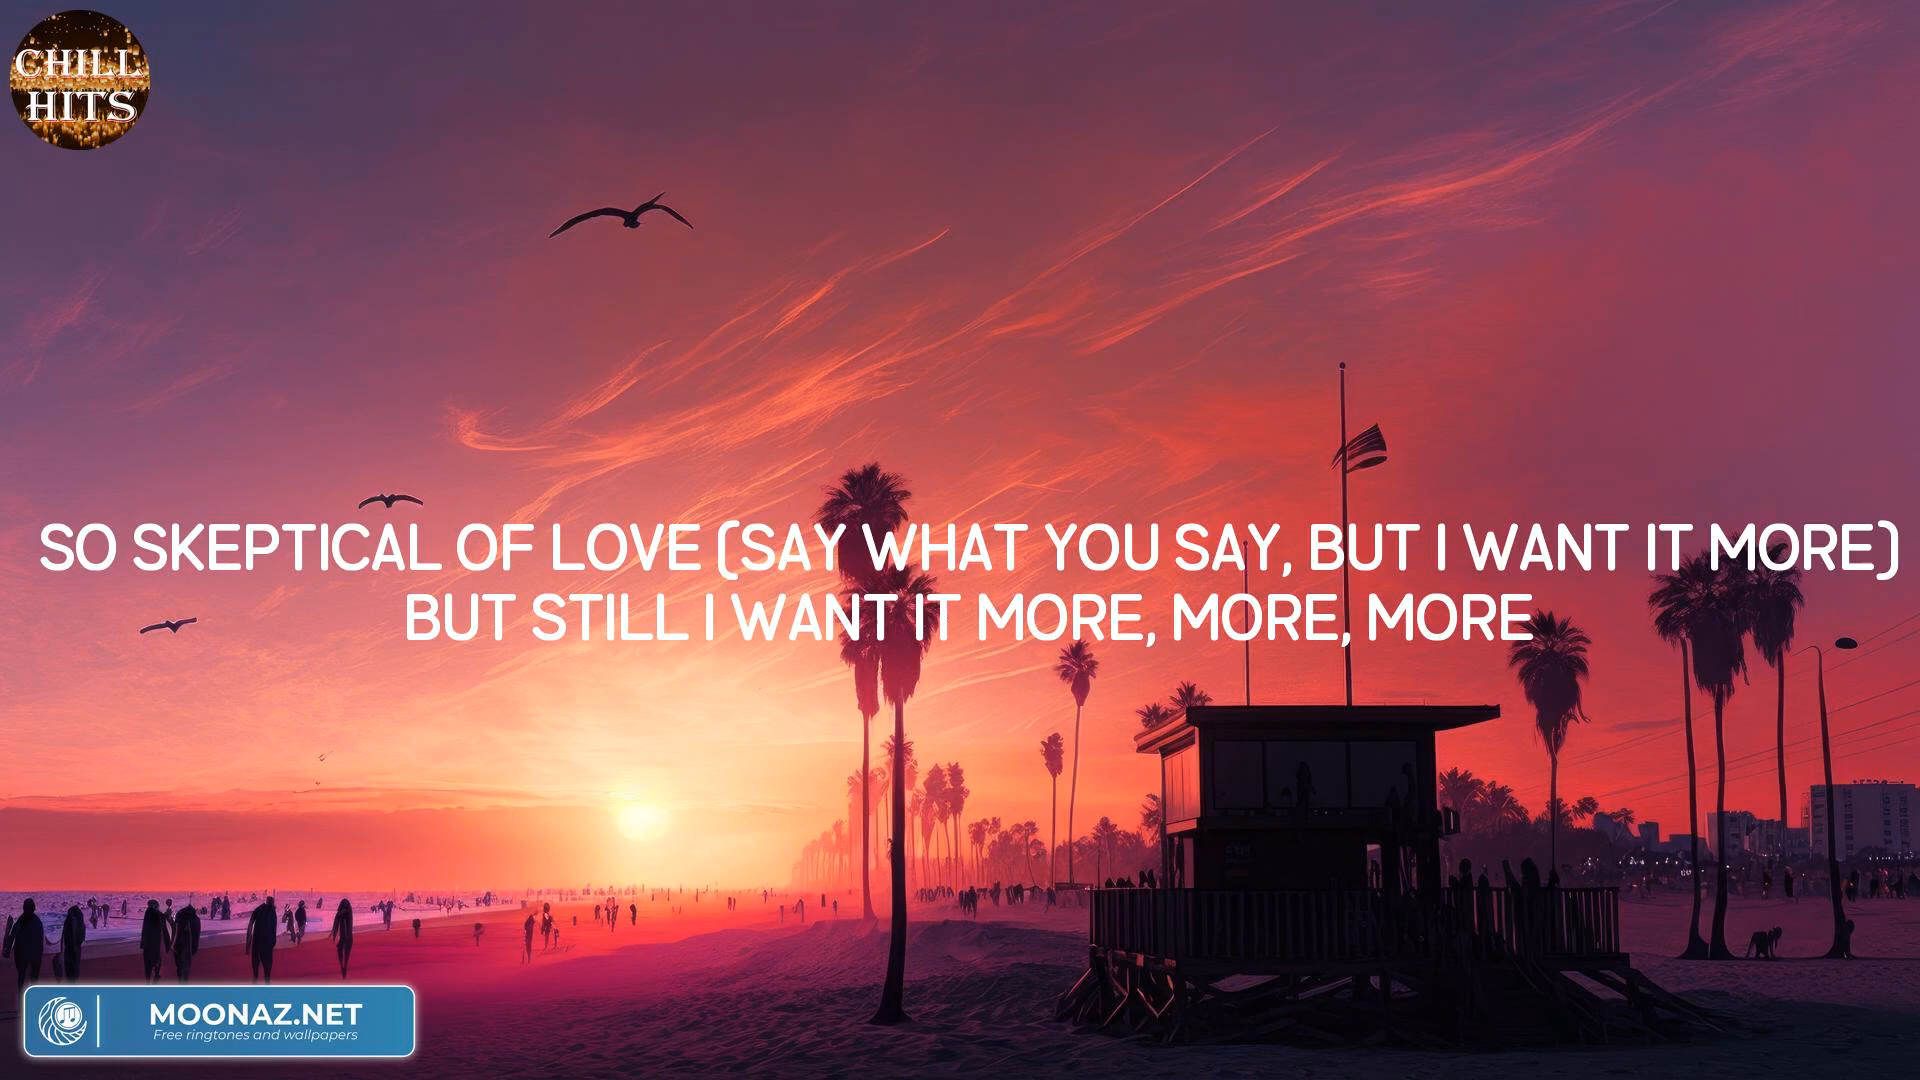 CHILL
HITS
SO SKEPTICAL OF LOVE (SAY WHAT YOU SAY, BUT I WANT IT MORE)
BUT STILL I WANT IT MORE, MORE, MORE
MOONAZ.NET
Free ringtones and wallpapers